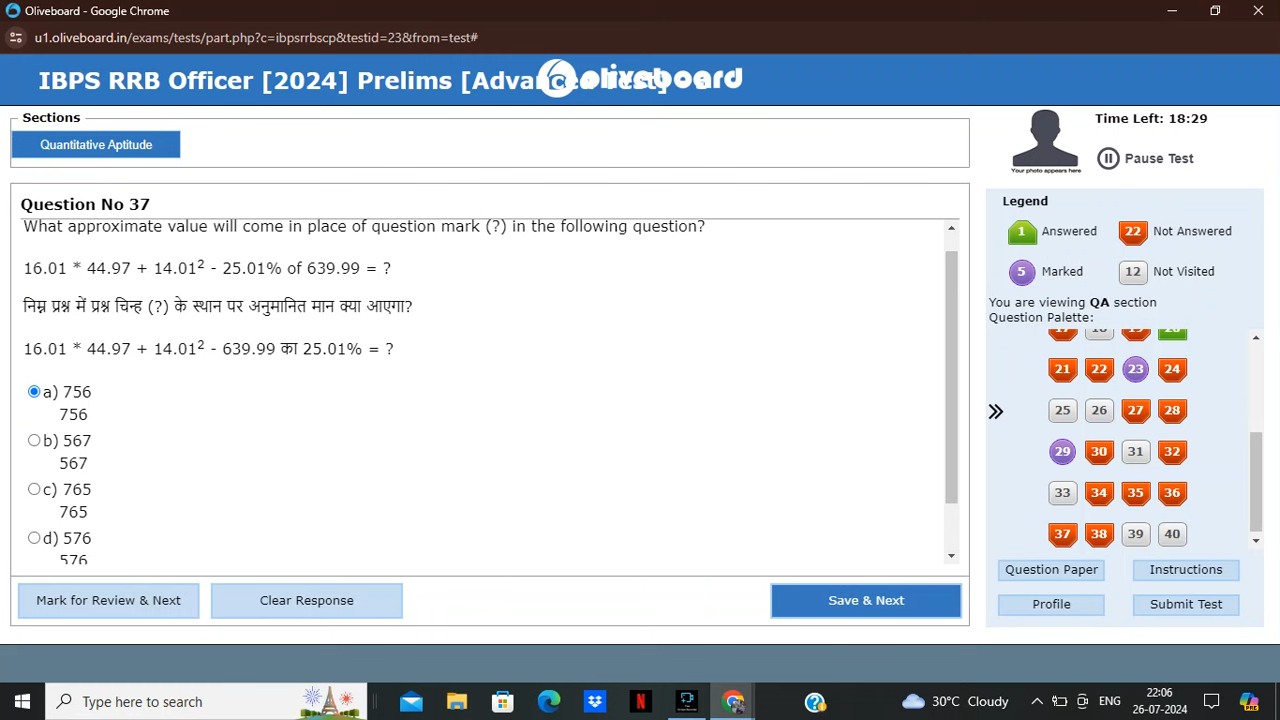 Oliveboard - Google Chrome
u1.oliveboard.in/exams/tests/part.php?c=ibpsrrbscp&testid=23&from=test#
IBPS RRB Officer [2024] Prelims [Advanced Test] -
oliveboard
Sections
Quantitative Aptitude
Time Left: 18:29
Your photo appears here
Pause Test
Question No 37
What approximate value will come in place of question mark (?) in the following question?
16.01 * 44.97 + 14.01² - 25.01% of 639.99 = ?
निम्न प्रश्न में प्रश्न चिन्ह (?) के स्थान पर अनुमानित मान क्या आएगा?
16.01 * 44.97 + 14.01² - 639.99 का 25.01% = ?
a) 756
756
b) 567
567
c) 765
765
d) 576
576
Mark for Review & Next
Clear Response
Save & Next
Legend
1 Answered 22 Not Answered
5 Marked 12 Not Visited
You are viewing QA section
Question Palette:
17 18 19 20
21 22 23 24
25 26 27 28
29 30 31 32
33 34 35 36
37 38 39 40
Question Paper Instructions
Profile Submit Test
Type here to search
30°C Cloudy
ENG
22:06
26-07-2024